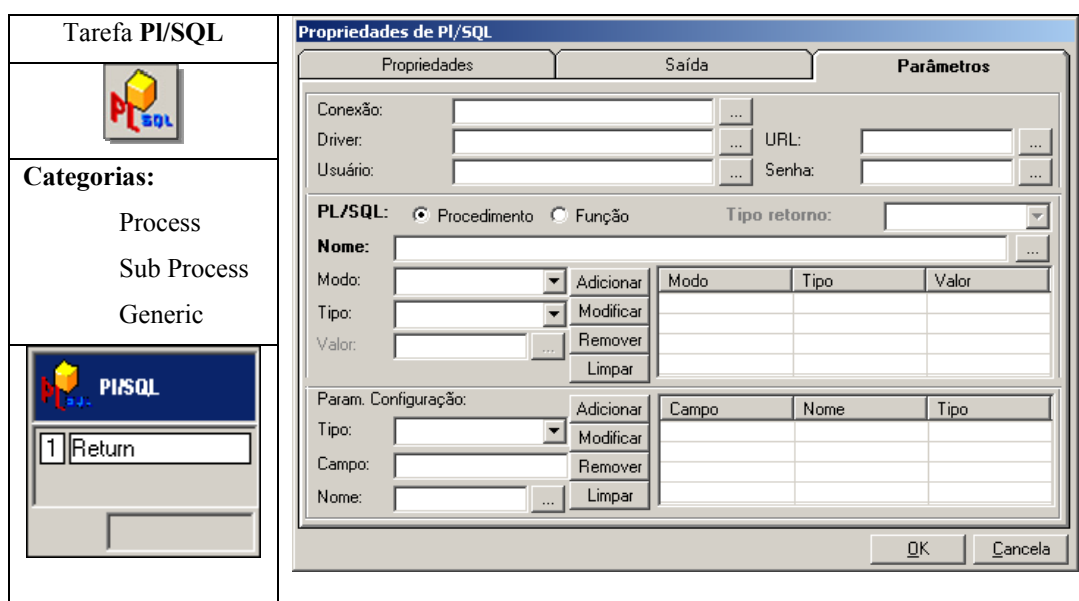 Tarefa Pl/SQL
PL SQL
Categorias:
Process
Sub Process
Generic
Pl/SQL
1 Return
Propriedades de Pl/SQL
Propriedades Saída Parâmetros
Conexão: ...
Driver: ... URL: ...
Usuário: ... Senha: ...
PL/SQL: Procedimento Função Tipo retorno:
Nome: ...
Modo: Adicionar Modo Tipo Valor
Tipo: Modificar
Valor: ... Remover
Limpar
Param. Configuração: Adicionar Campo Nome Tipo
Tipo: Modificar
Campo: Remover
Nome: ... Limpar
OK Cancela